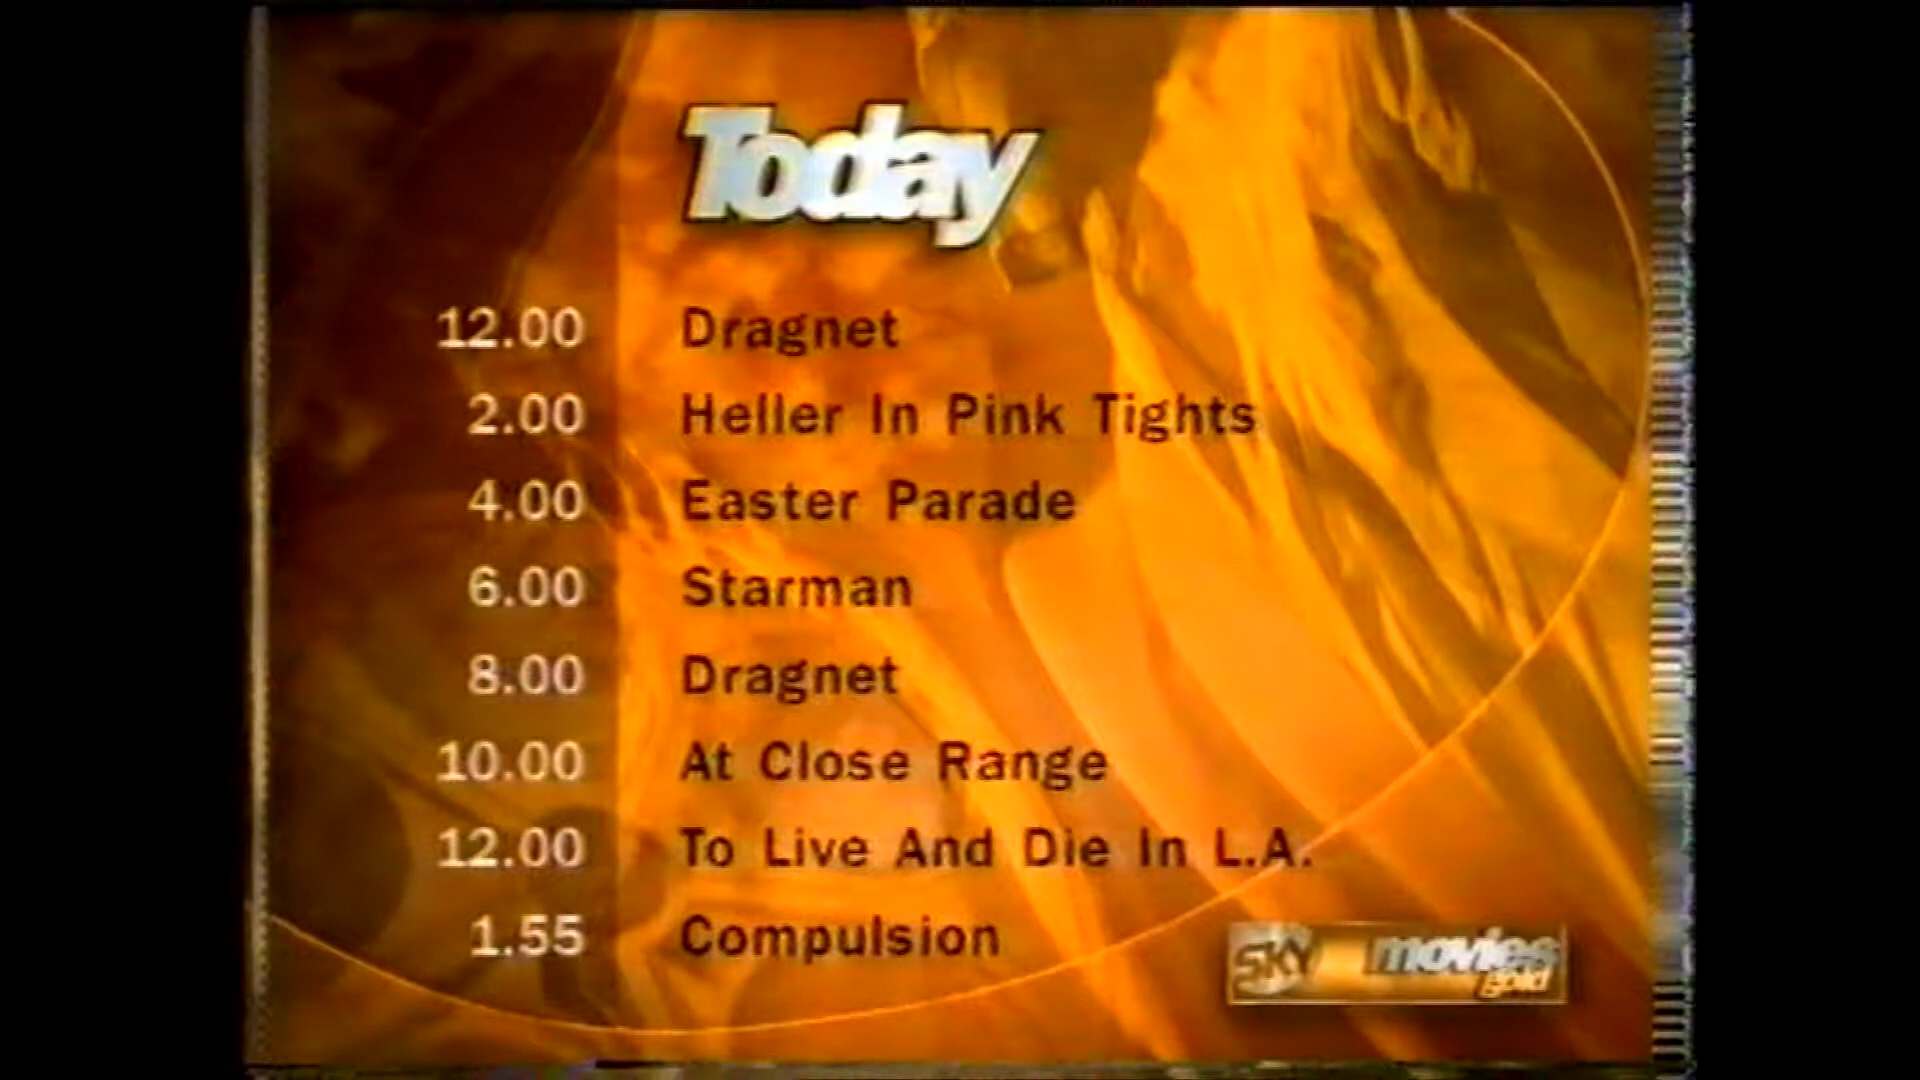 Today
12.00 Dragnet
2.00 Heller In Pink Tights
4.00 Easter Parade
6.00 Starman
8.00 Dragnet
10.00 At Close Range
12.00 To Live And Die In L.A.
1.55 Compulsion
SKY movies
gold